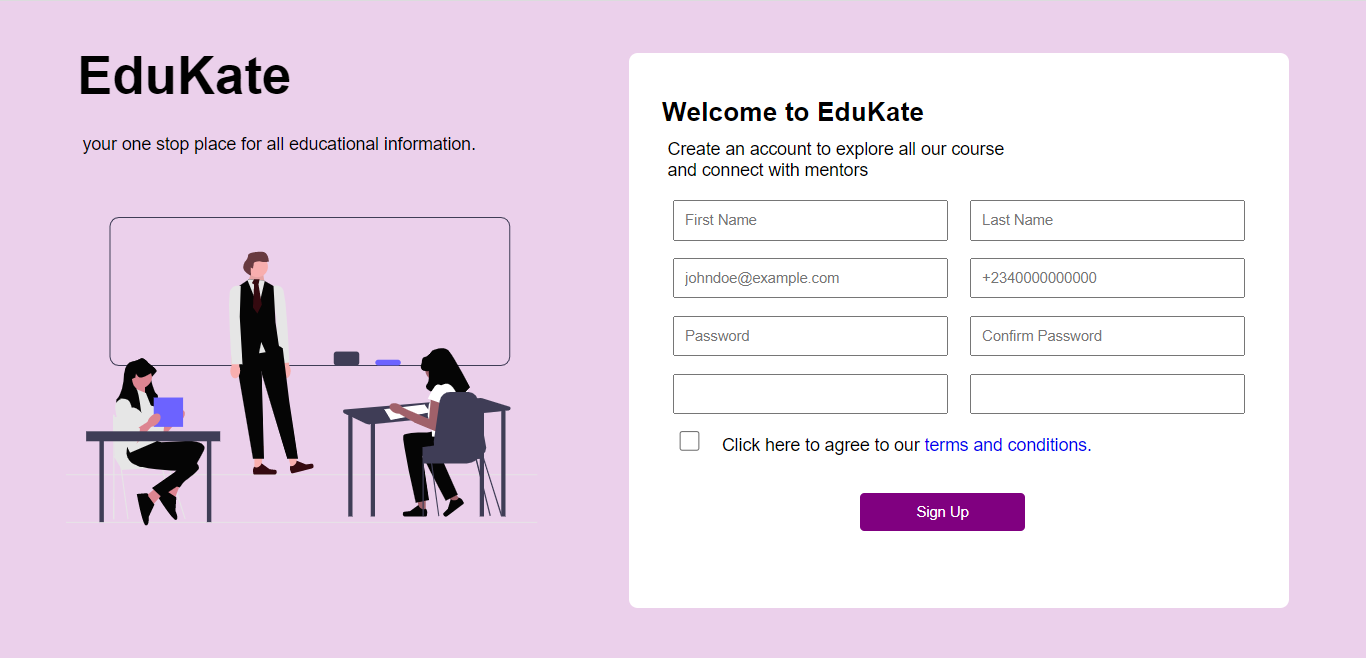 EduKate
your one stop place for all educational information.
Welcome to EduKate
Create an account to explore all our course
and connect with mentors
First Name
Last Name
johndoe@example.com
+2340000000000
Password
Confirm Password
Click here to agree to our terms and conditions.
Sign Up